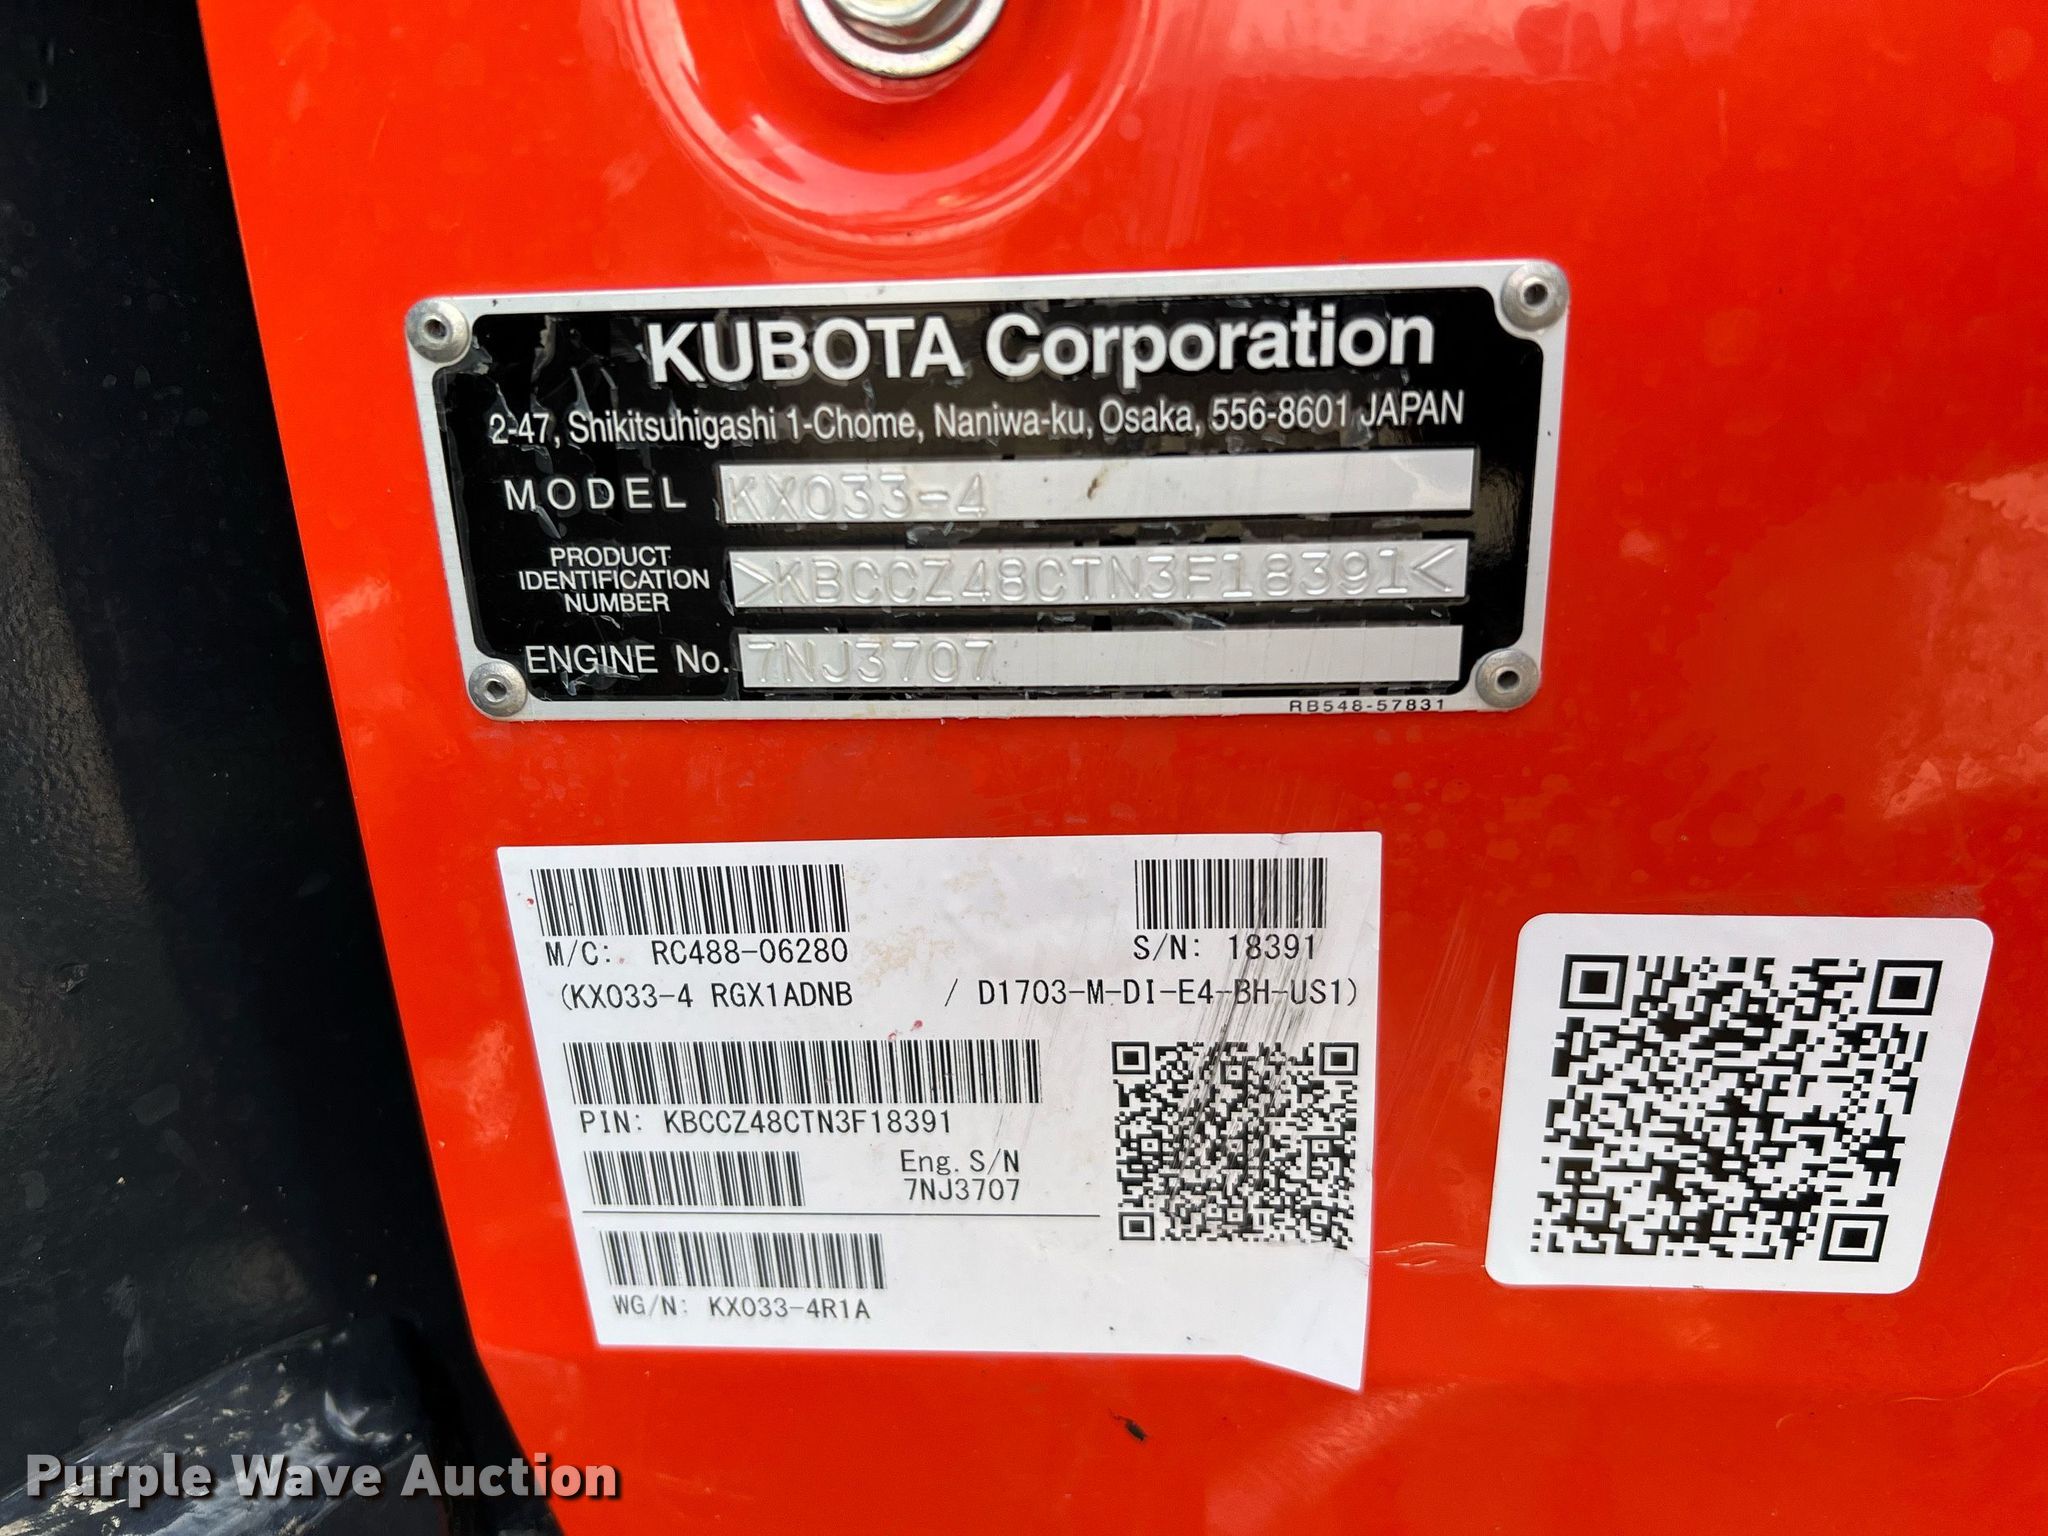 KUBOTA Corporation
2-47, Shikitsuhigashi 1-Chome, Naniwa-ku, Osaka, 556-8601 JAPAN
MODEL KX033-4
PRODUCT IDENTIFICATION NUMBER >KBCCZ48CTN3F18391<
ENGINE No. 7NJ3707
RB548-57831
M/C: RC488-06280 S/N: 18391
(KX033-4 RGX1ADNB / D1703-M-DI-E4-BH-US1)
PIN: KBCCZ48CTN3F18391
Eng. S/N
7NJ3707
WG/N: KX033-4R1A
Purple Wave Auction